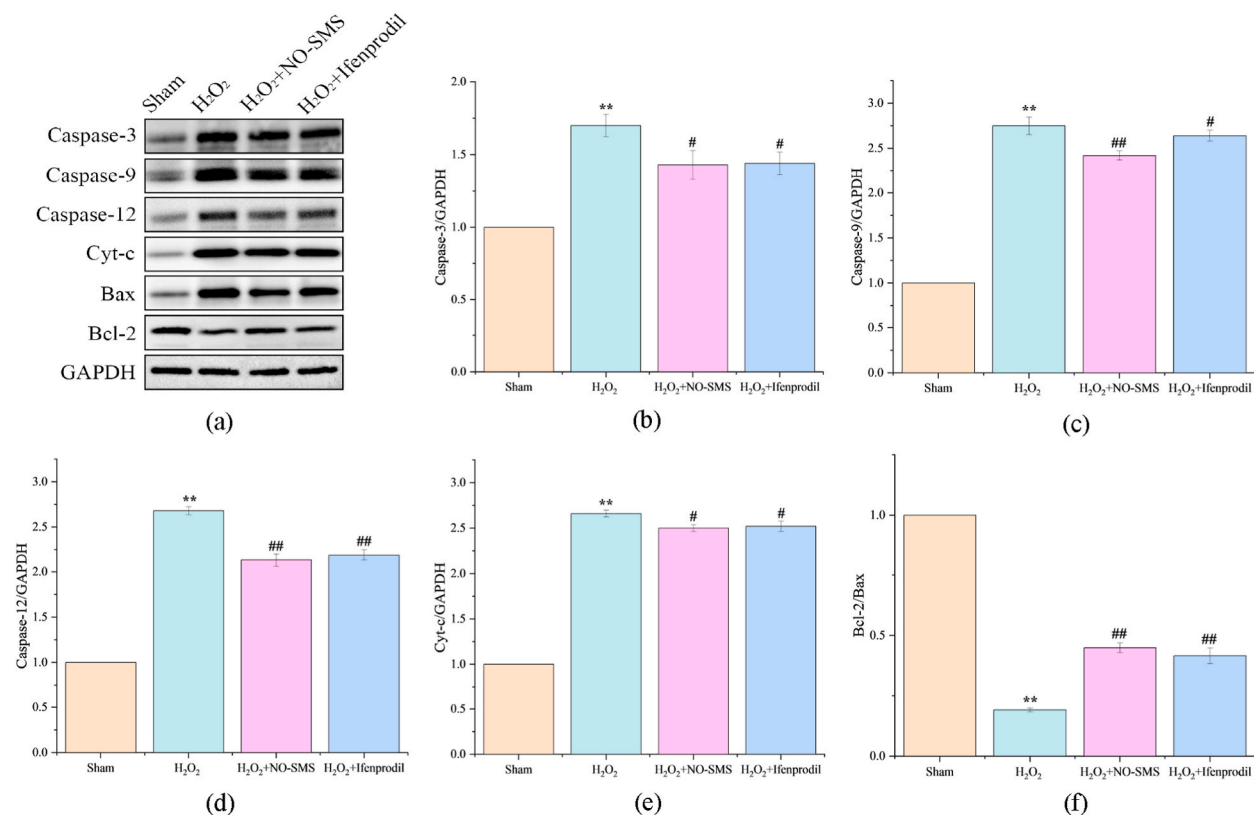 Sham
H₂O₂
H₂O₂+NO-SMS
H₂O₂+Ifenprodil
Caspase-3
Caspase-9
Caspase-12
Cyt-c
Bax
Bcl-2
GAPDH
(a)
Caspase-3/GAPDH
2.0
1.5
1.0
0.5
0.0
**
#
#
Sham
H₂O₂
H₂O₂+NO-SMS
H₂O₂+Ifenprodil
(b)
Caspase-9/GAPDH
3.0
2.5
2.0
1.5
1.0
0.5
0.0
**
##
#
Sham
H₂O₂
H₂O₂+NO-SMS
H₂O₂+Ifenprodil
(c)
Caspase-12/GAPDH
3.0
2.5
2.0
1.5
1.0
0.5
0.0
**
##
##
Sham
H₂O₂
H₂O₂+NO-SMS
H₂O₂+Ifenprodil
(d)
Cyt-c/GAPDH
3.0
2.5
2.0
1.5
1.0
0.5
0.0
**
#
#
Sham
H₂O₂
H₂O₂+NO-SMS
H₂O₂+Ifenprodil
(e)
Bcl-2/Bax
1.0
0.5
0.0
**
##
##
Sham
H₂O₂
H₂O₂+NO-SMS
H₂O₂+Ifenprodil
(f)